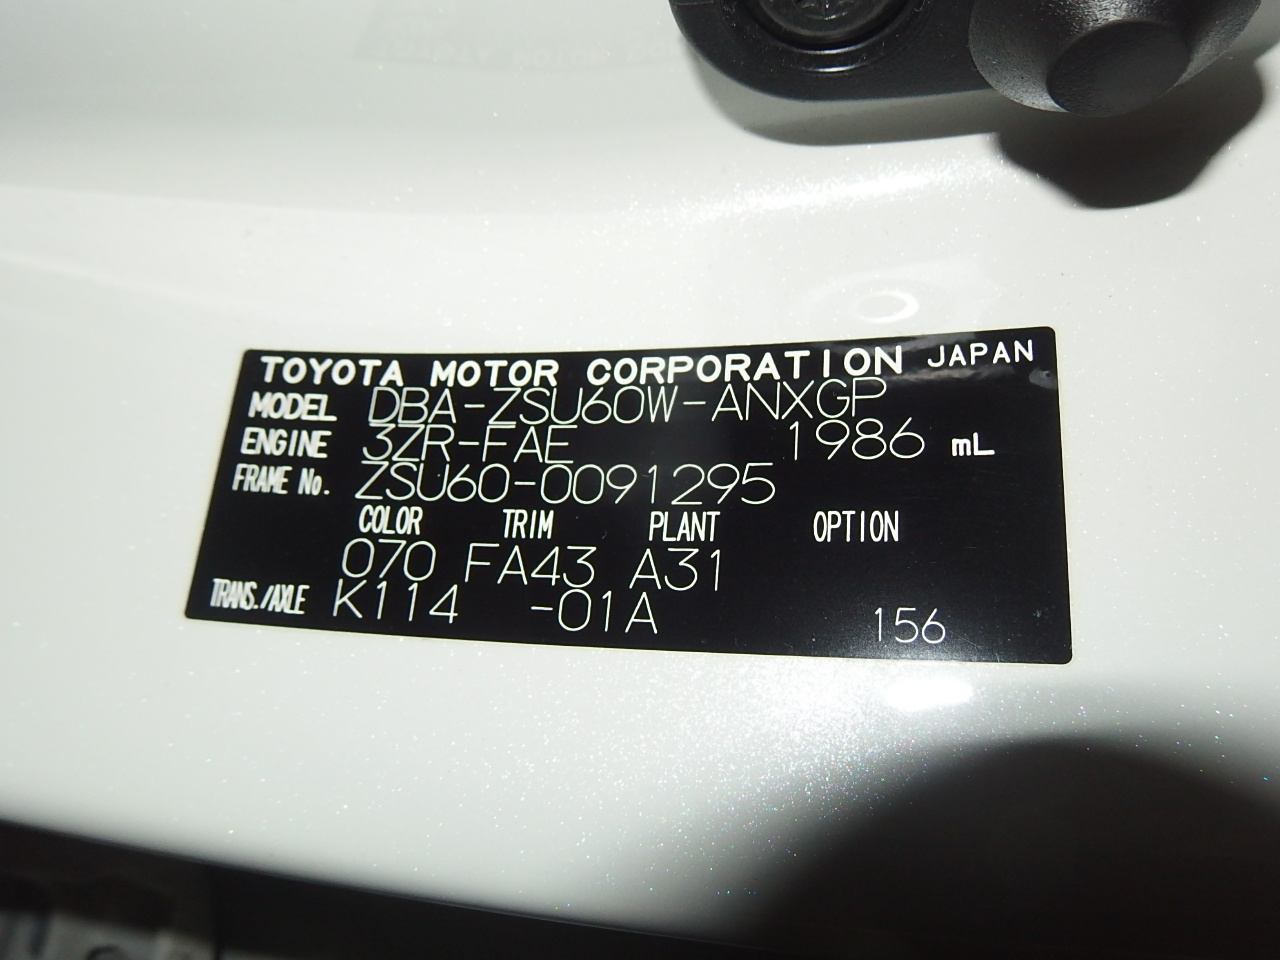 TOYOTA MOTOR CORPORATION JAPAN
MODEL DBA-ZSU60W-ANXGP
ENGINE 3ZR-FAE 1986 mL
FRAME No. ZSU60-0091295
COLOR TRIM PLANT OPTION
070 FA43 A31
TRANS./AXLE K114 -01A 156